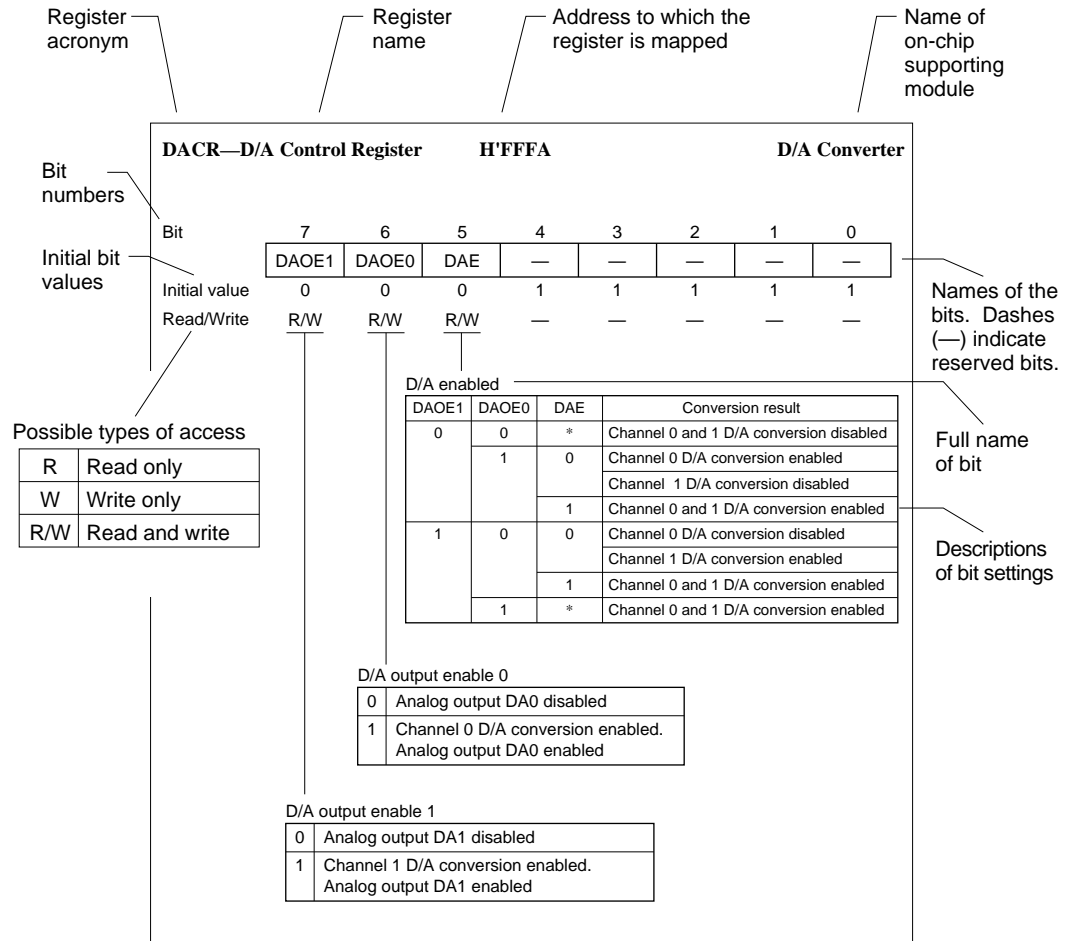 Register acronym
Register name
Address to which the register is mapped
Name of on-chip supporting module
DACR—D/A Control Register H'FFFA D/A Converter
Bit numbers
Bit 7 6 5 4 3 2 1 0
DAOE1 DAOE0 DAE — — — — —
Initial bit values
Initial value 0 0 0 1 1 1 1 1
Read/Write R/W R/W R/W — — — — —
Names of the bits. Dashes (—) indicate reserved bits.
Possible types of access
R Read only
W Write only
R/W Read and write
D/A enabled
DAOE1 DAOE0 DAE Conversion result
0 0 * Channel 0 and 1 D/A conversion disabled
1 0 Channel 0 D/A conversion enabled
Channel 1 D/A conversion disabled
1 Channel 0 and 1 D/A conversion enabled
1 0 0 Channel 0 D/A conversion disabled
Channel 1 D/A conversion enabled
1 Channel 0 and 1 D/A conversion enabled
1 * Channel 0 and 1 D/A conversion enabled
Full name of bit
Descriptions of bit settings
D/A output enable 0
0 Analog output DA0 disabled
1 Channel 0 D/A conversion enabled.
Analog output DA0 enabled
D/A output enable 1
0 Analog output DA1 disabled
1 Channel 1 D/A conversion enabled.
Analog output DA1 enabled